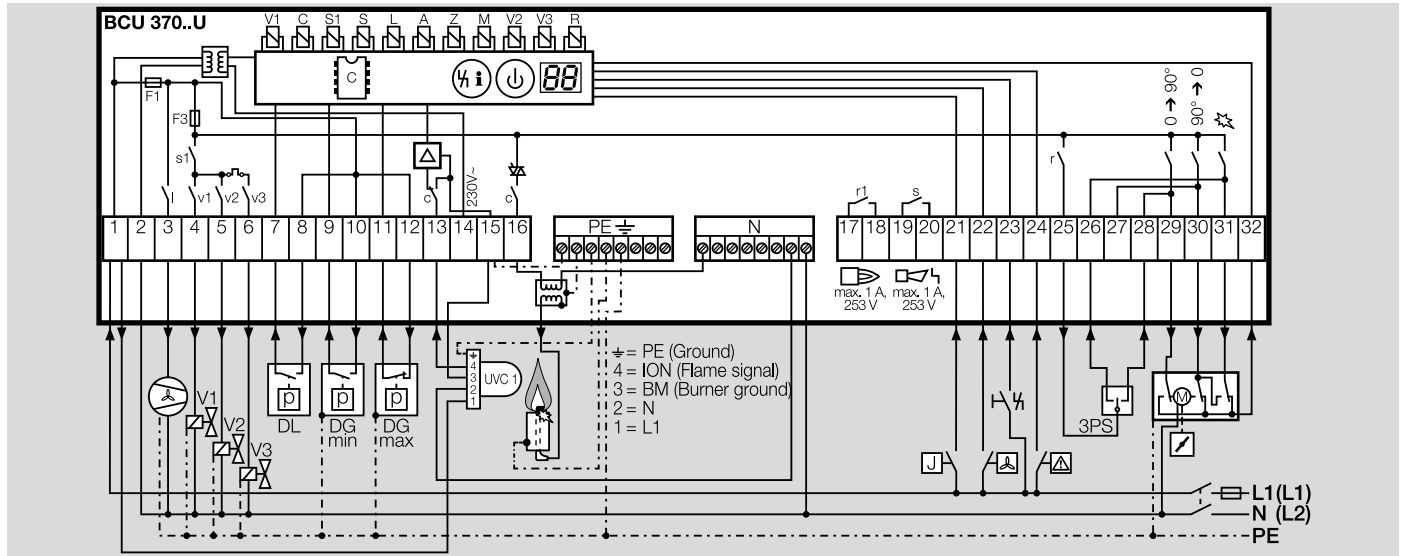 BCU 370..U
V1 C S1 S L A Z M V2 V3 R
C
i
88
F1
F3
s1
l
v1
v2
v3
c
230V~
c
r
0 → 90°
90° → 0
r1
s
1 2 3 4 5 6 7 8 9 10 11 12 13 14 15 16
PE
N
17 18 19 20 21 22 23 24 25 26 27 28 29 30 31 32
max. 1 A,
253 V
max. 1 A,
253 V
V1
V2
V3
p
DL
p
DG
min
p
DG
max
4
3
2
1
UVC 1
= PE (Ground)
4 = ION (Flame signal)
3 = BM (Burner ground)
2 = N
1 = L1
J
3PS
M
L1(L1)
N (L2)
PE